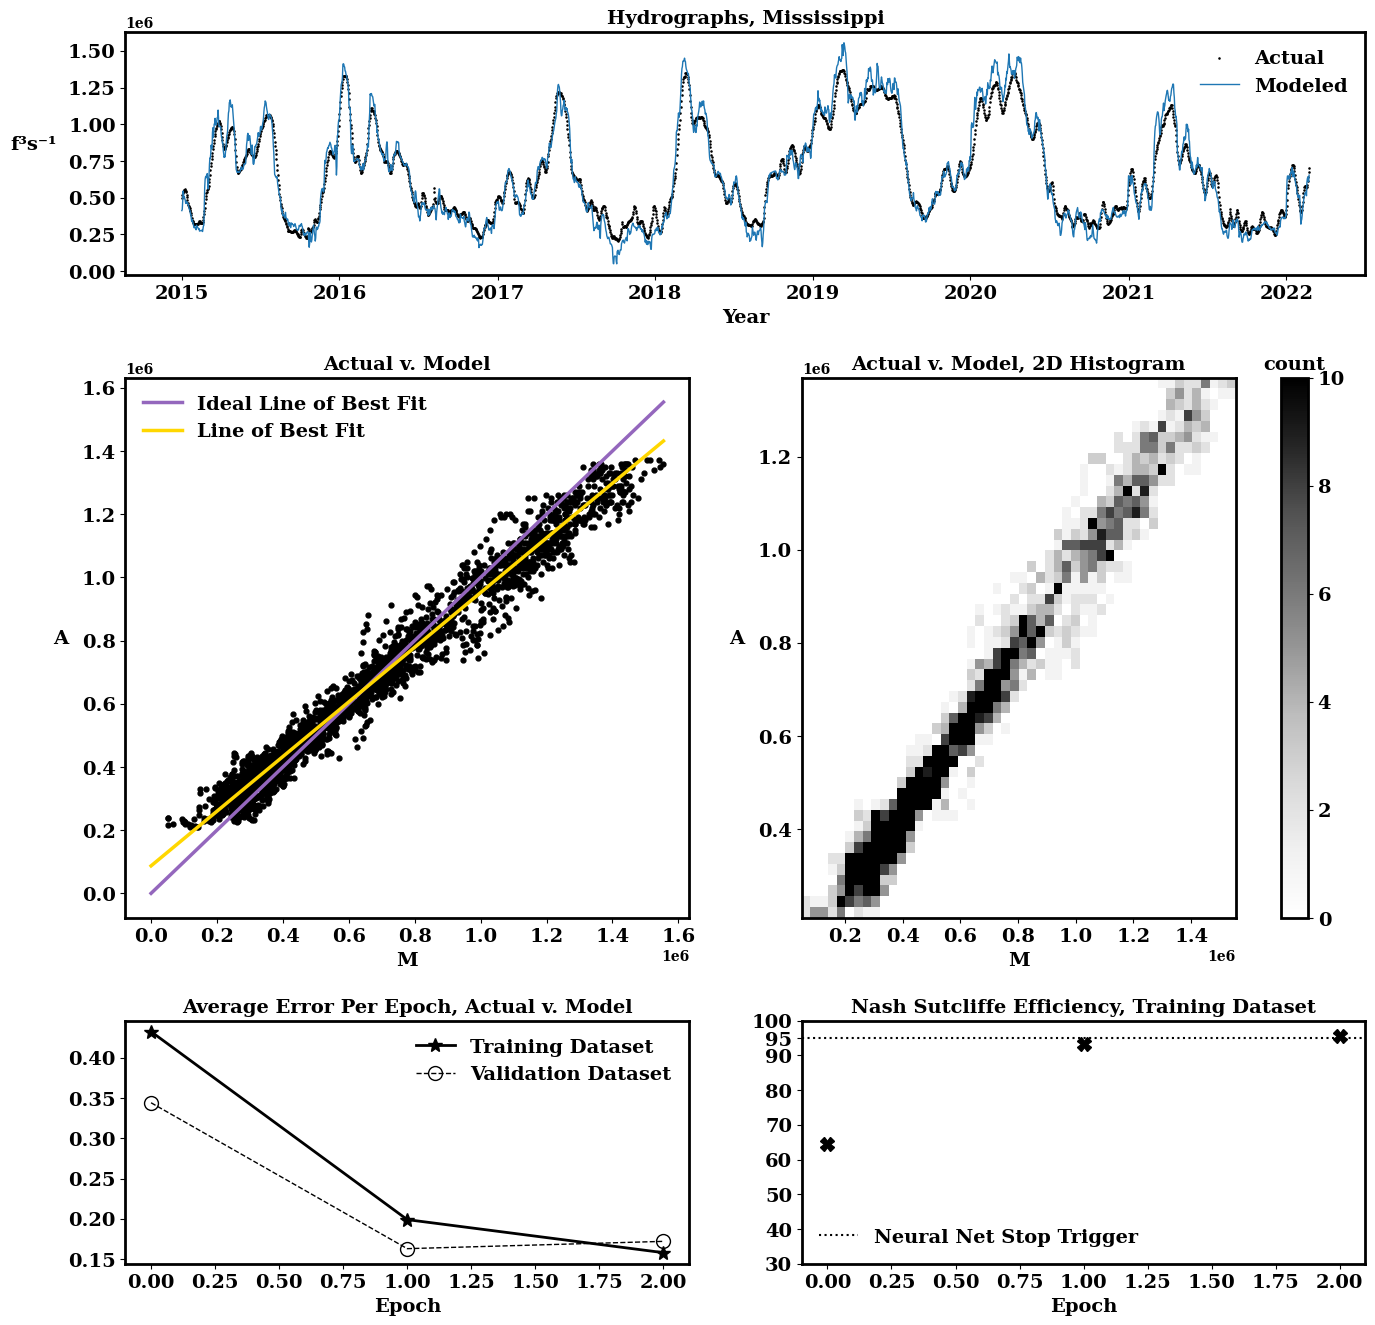 Hydrographs, Mississippi
1e6
1.50
1.25
1.00
0.75
0.50
0.25
0.00
f³s⁻¹
Actual
Modeled
2015 2016 2017 2018 2019 2020 2021 2022
Year
Actual v. Model
1e6
1.6
1.4
1.2
1.0
0.8
0.6
0.4
0.2
0.0
A
Ideal Line of Best Fit
Line of Best Fit
0.0 0.2 0.4 0.6 0.8 1.0 1.2 1.4 1.6
1e6
M
Actual v. Model, 2D Histogram
1e6
1.2
1.0
0.8
0.6
0.4
A
0.2 0.4 0.6 0.8 1.0 1.2 1.4
1e6
M
count
10
8
6
4
2
0
Average Error Per Epoch, Actual v. Model
0.40
0.35
0.30
0.25
0.20
0.15
Training Dataset
Validation Dataset
0.00 0.25 0.50 0.75 1.00 1.25 1.50 1.75 2.00
Epoch
Nash Sutcliffe Efficiency, Training Dataset
100
95
90
80
70
60
50
40
30
Neural Net Stop Trigger
0.00 0.25 0.50 0.75 1.00 1.25 1.50 1.75 2.00
Epoch